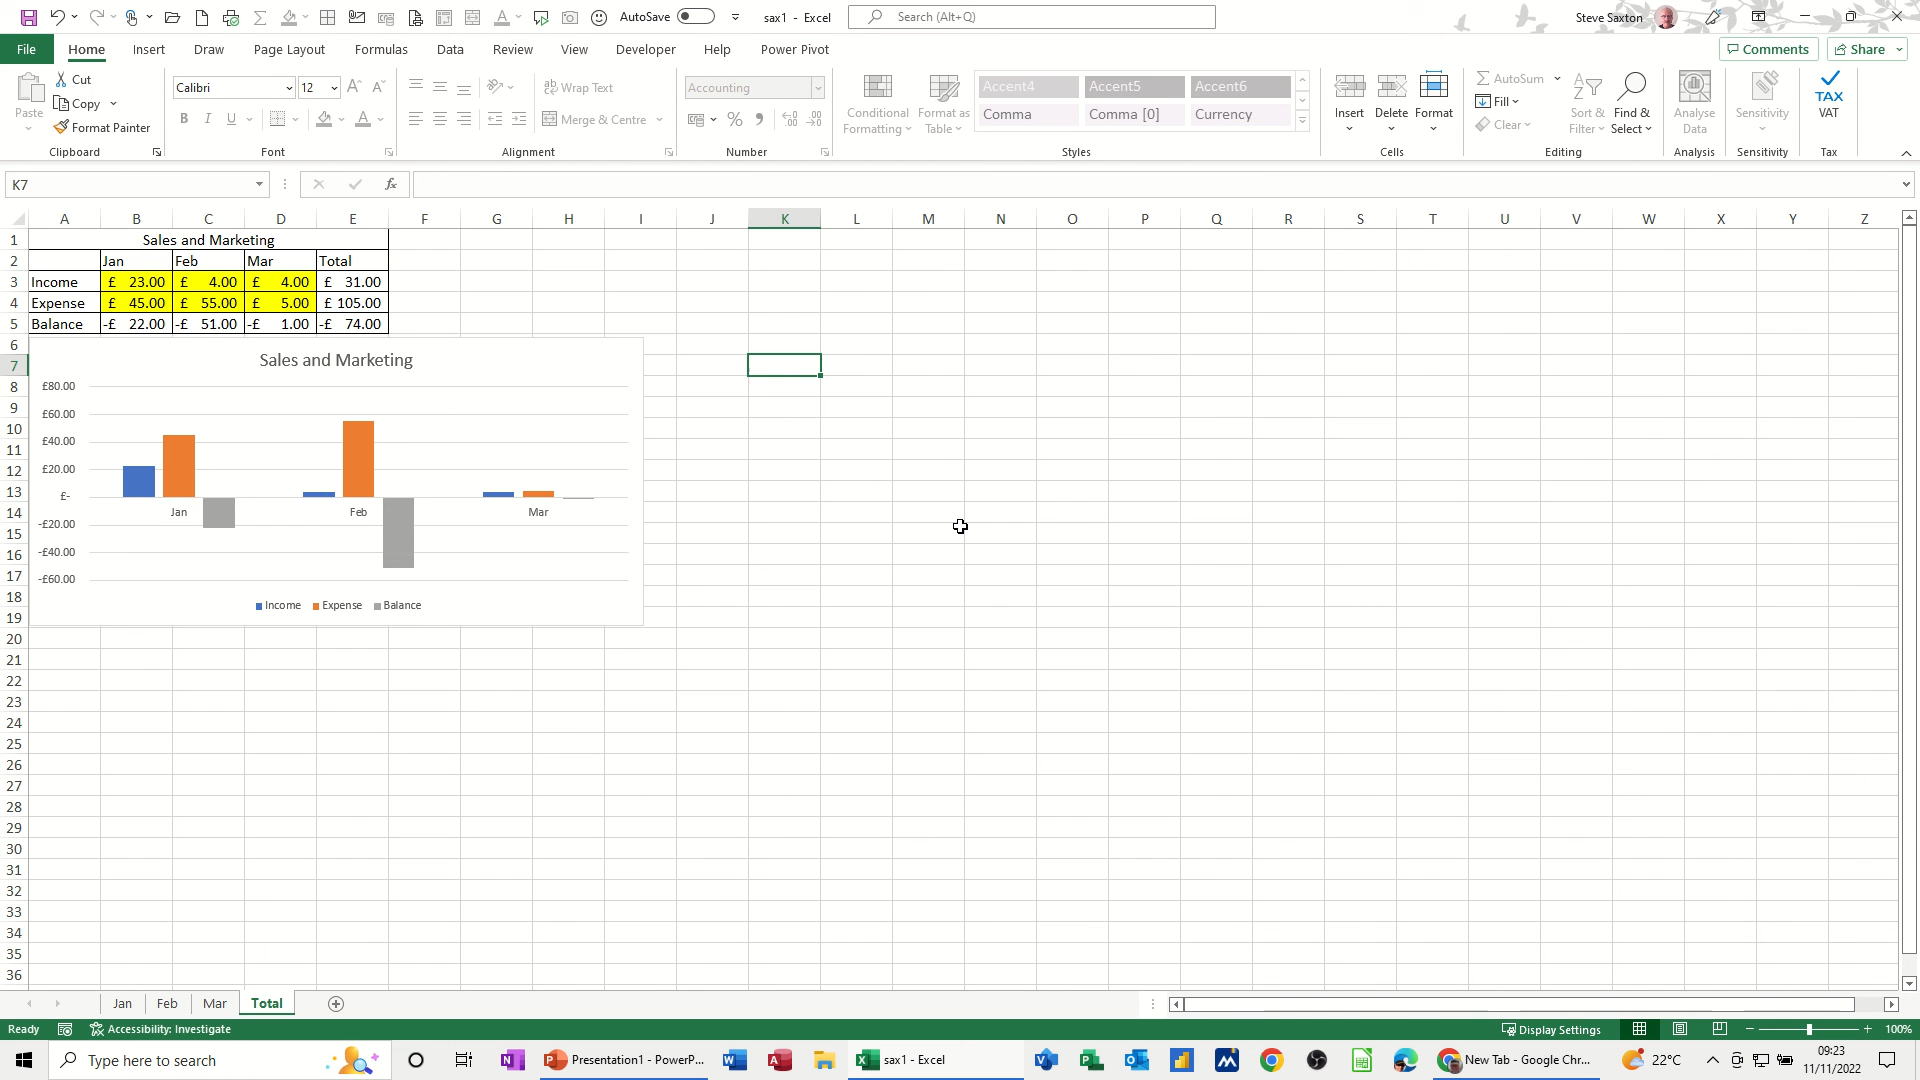 AutoSave sax1 - Excel Search (Alt+Q) Steve Saxton
File Home Insert Draw Page Layout Formulas Data Review View Developer Help Power Pivot Comments Share
Paste Cut Copy Format Painter Clipboard
Calibri 12 A A B I U A Font
ab Wrap Text Merge & Centre Alignment
Accounting % Number
Conditional Formatting Format as Table Accent4 Accent5 Accent6 Comma Comma [0] Currency Styles
Insert Delete Format Cells
AutoSum Fill Clear Sort & Filter Find & Select Editing
Analyse Data Analysis
Sensitivity Sensitivity
TAX VAT Tax
K7 fx
A B C D E F G H I J K L M N O P Q R S T U V W X Y Z
1 Sales and Marketing
2 Jan Feb Mar Total
3 Income £ 23.00 £ 4.00 £ 4.00 £ 31.00
4 Expense £ 45.00 £ 55.00 £ 5.00 £ 105.00
5 Balance -£ 22.00 -£ 51.00 -£ 1.00 -£ 74.00
6
7 Sales and Marketing
8 £80.00
9 £60.00
10
11 £40.00
12 £20.00
13 £-
14 Jan Feb Mar
15 -£20.00
16 -£40.00
17 -£60.00
18 Income Expense Balance
19
20
21
22
23
24
25
26
27
28
29
30
31
32
33
34
35
36
Jan Feb Mar Total
Ready Accessibility: Investigate Display Settings 100%
Type here to search Presentation1 - PowerP... sax1 - Excel New Tab - Google Chr... 22°C 09:23
11/11/2022